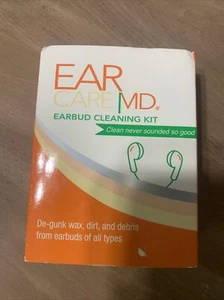 EAR
CARE MD®
EARBUD CLEANING KIT
Clean never sounded so good
De-gunk wax, dirt, and debris
from earbuds of all types